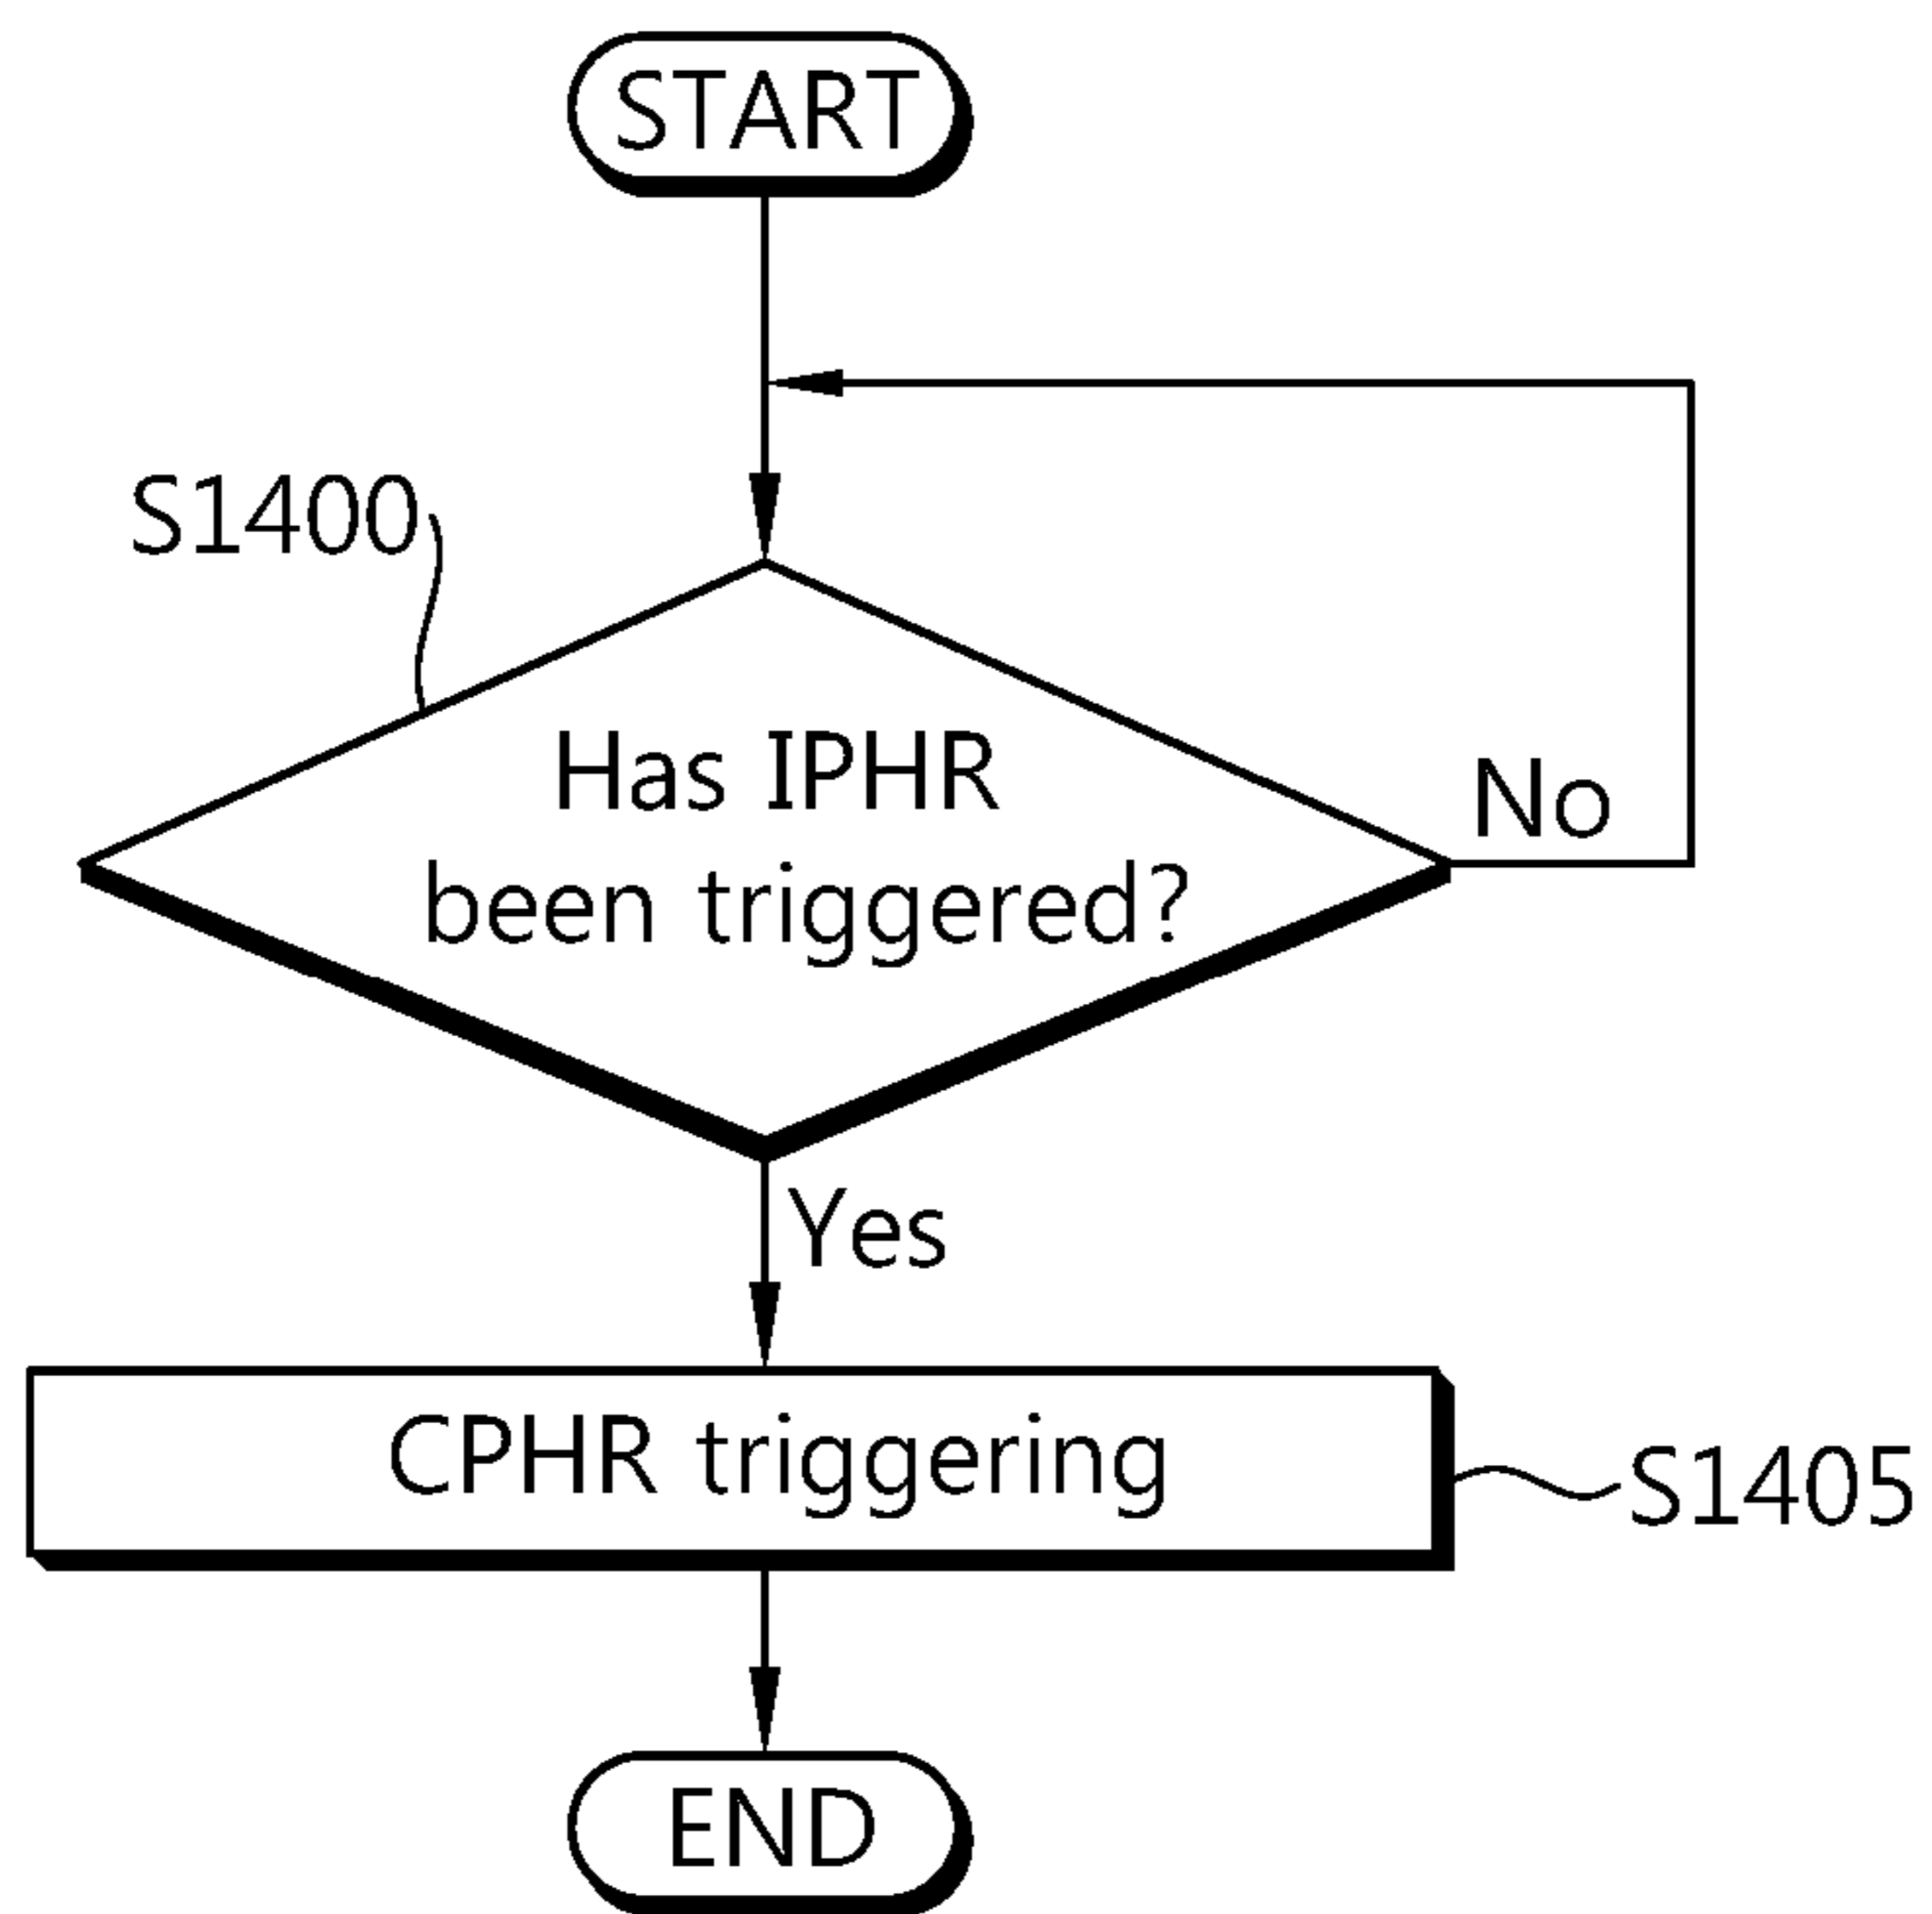 START
S1400
Has IPHR
been triggered?
No
Yes
CPHR triggering
S1405
END